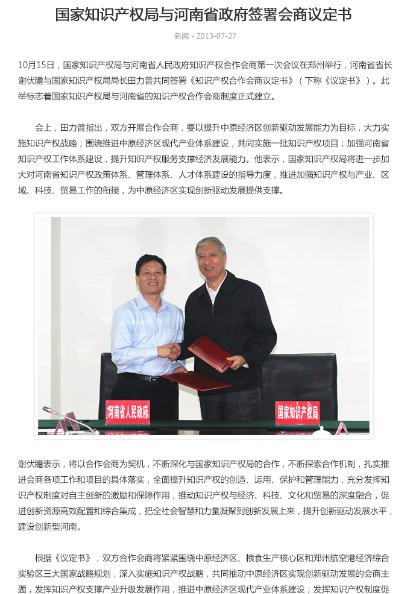 国家知识产权局与河南省政府签署会商议定书
新闻 - 2013-07-27
10月15日，国家知识产权局与河南省人民政府知识产权合作会商第一次会议在郑州举行，河南省省长
谢伏瞻与国家知识产权局局长田力普共同签署《知识产权合作会商议定书》（下称《议定书》）。此
举标志着国家知识产权局与河南省的知识产权合作会商制度正式建立。
会上，田力普指出，双方开展合作会商，要以提升中原经济区创新驱动发展能力为目标，大力实
施知识产权战略；围绕推进中原经济区现代产业体系建设，共同实施一批知识产权项目；加强河南省
知识产权工作体系建设，提升知识产权服务支撑经济发展能力。他表示，国家知识产权局将进一步加
大对河南省知识产权政策体系、管理体系、人才体系建设的指导力度，推进加强知识产权与产业、区
域、科技、贸易工作的衔接，为中原经济区实现创新驱动发展提供支撑。
河南省人民政府
国家知识产权局
谢伏瞻表示，将以合作会商为契机，不断深化与国家知识产权局的合作，不断探索合作机制，扎实推
进会商各项工作和项目的具体落实，全面提升知识产权的创造、运用、保护和管理能力，充分发挥知
识产权制度对自主创新的激励和保障作用，推动知识产权与经济、科技、文化和贸易的深度融合，促
进创新资源高效配置和综合集成，把全社会智慧和力量凝聚到创新发展上来，提升创新驱动发展水平，
建设创新型河南。
根据《议定书》，双方合作会商将紧紧围绕中原经济区、粮食生产核心区和郑州航空港经济综合
实验区三大国家战略规划，深入实施知识产权战略，共同推动中原经济区实现创新驱动发展的会商主
题，发挥知识产权支撑产业升级发展作用，推进中原经济区现代产业体系建设；发挥知识产权制度促